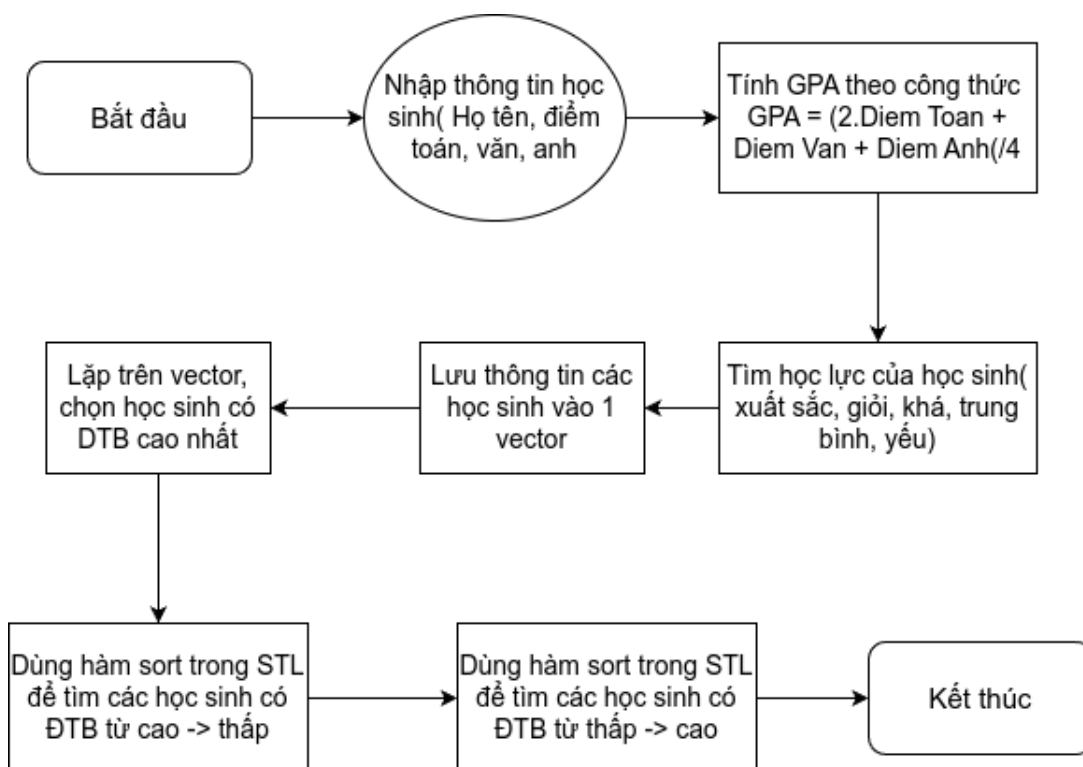 Bắt đầu
Nhập thông tin học
sinh( Họ tên, điểm
toán, văn, anh
Tính GPA theo công thức
GPA = (2.Diem Toan +
Diem Van + Diem Anh(/4
Tìm học lực của học sinh(
xuất sắc, giỏi, khá, trung
bình, yếu)
Lưu thông tin các
học sinh vào 1
vector
Lặp trên vector,
chọn học sinh có
DTB cao nhất
Dùng hàm sort trong STL
để tìm các học sinh có
ĐTB từ cao -> thấp
Dùng hàm sort trong STL
để tìm các học sinh có
ĐTB từ thấp -> cao
Kết thúc